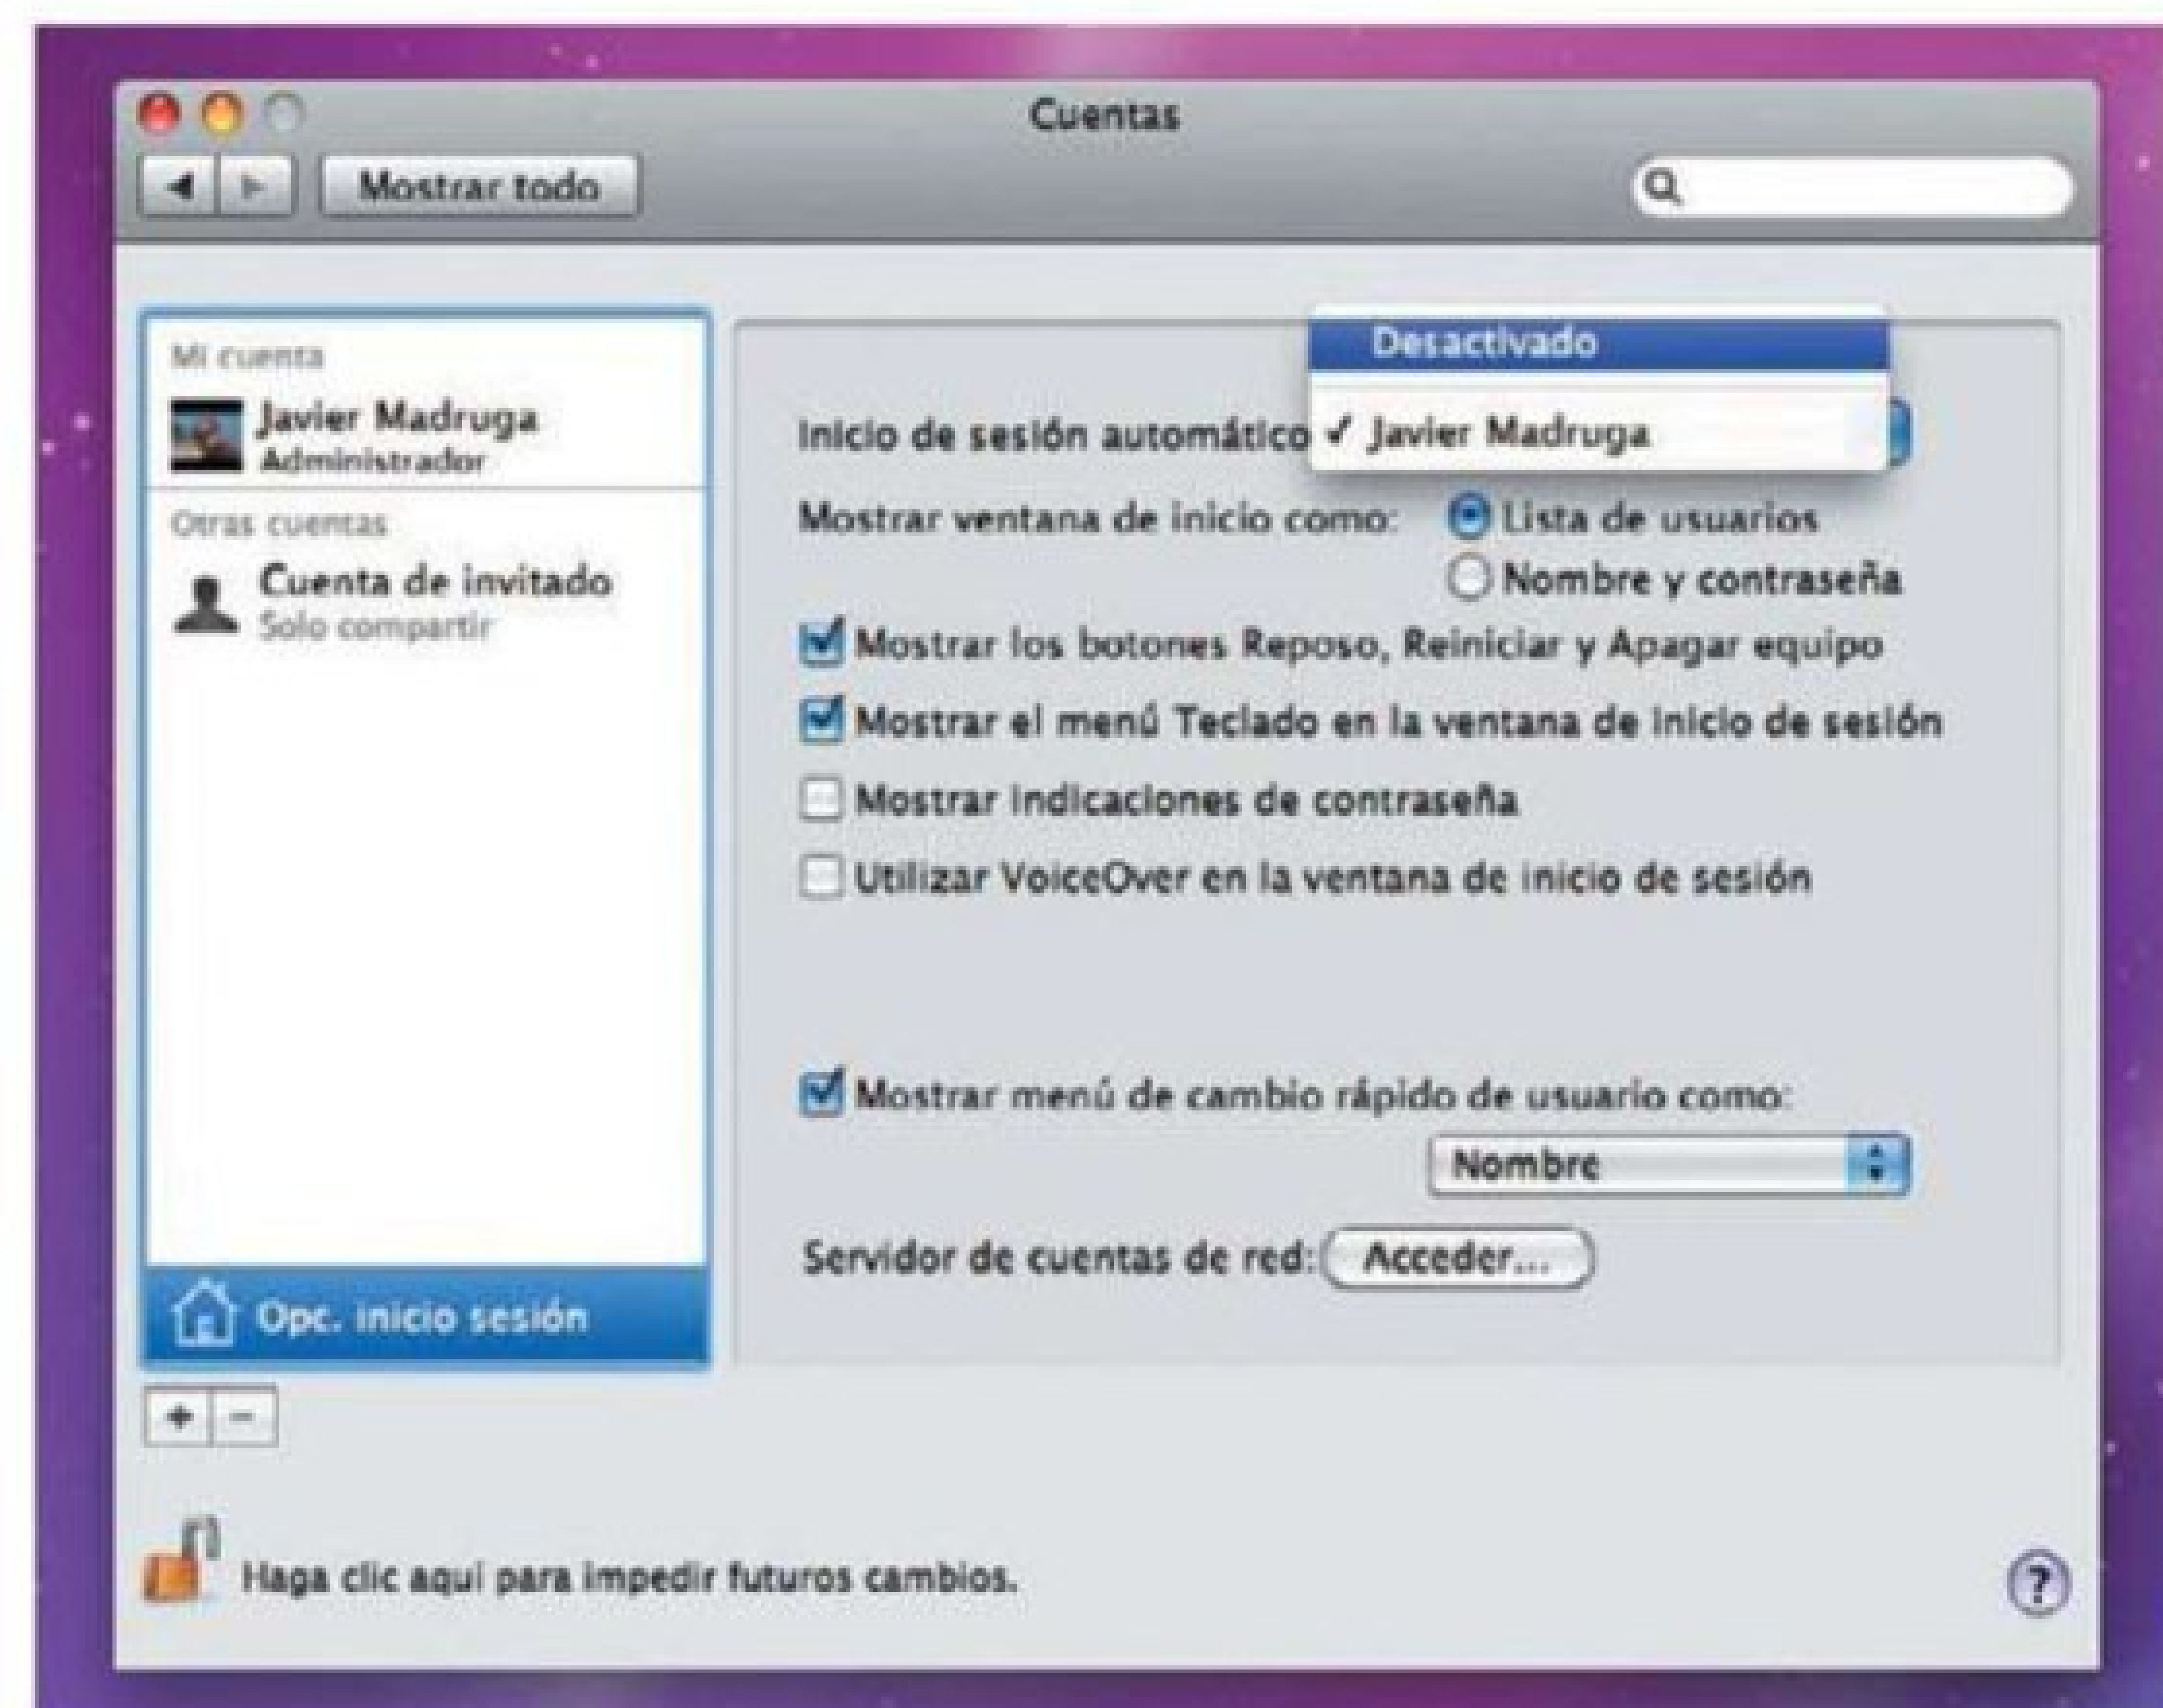 Cuentas
Mostrar todo
Mi cuenta
Javier Madruga
Administrador
Otras cuentas
Cuenta de invitado
Solo compartir
Opc. inicio sesión
Desactivado
Inicio de sesión automático ✓ Javier Madruga
Mostrar ventana de inicio como: Lista de usuarios
Nombre y contraseña
Mostrar los botones Reposo, Reiniciar y Apagar equipo
Mostrar el menú Teclado en la ventana de inicio de sesión
Mostrar indicaciones de contraseña
Utilizar VoiceOver en la ventana de inicio de sesión
Mostrar menú de cambio rápido de usuario como:
Nombre
Servidor de cuentas de red: Acceder...
+ −
Haga clic aquí para impedir futuros cambios.
?